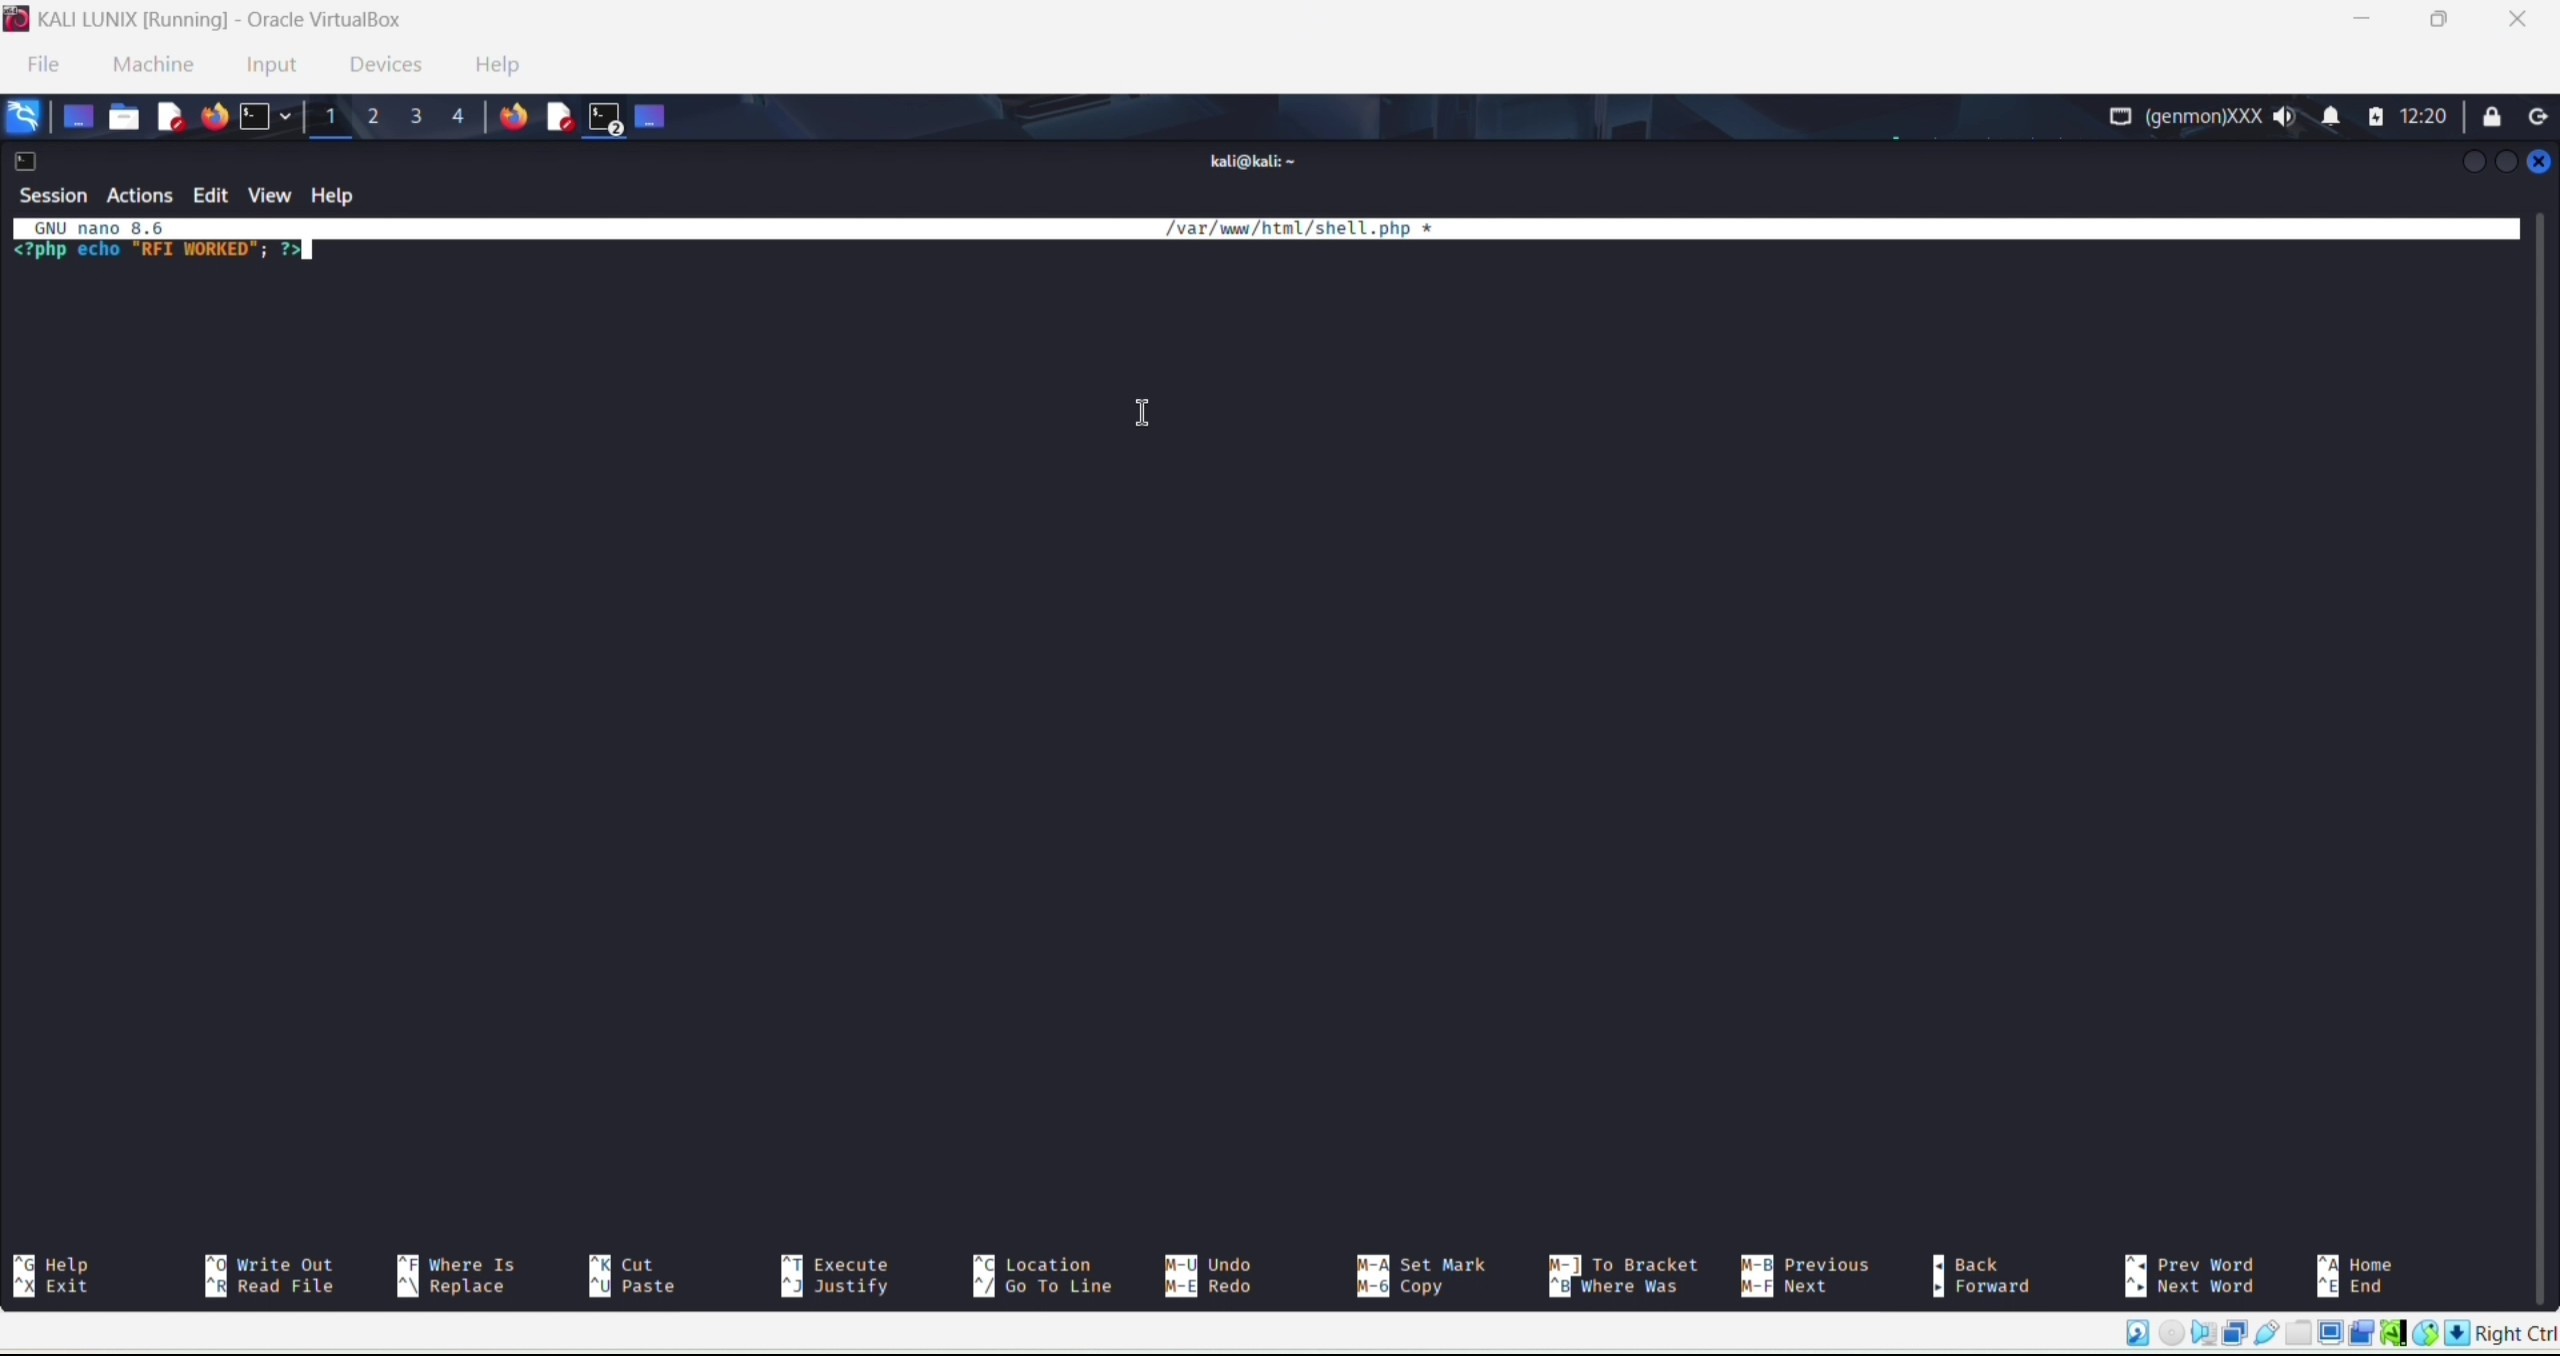 KALI LUNIX [Running] - Oracle VirtualBox
File Machine Input Devices Help
1 2 3 4 2 (genmon)XXX 12:20
kali@kali: ~
Session Actions Edit View Help
GNU nano 8.6 /var/www/html/shell.php *
<?php echo "RFI WORKED"; ?>
^G Help ^O Write Out ^F Where Is ^K Cut ^T Execute ^C Location M-U Undo M-A Set Mark M-] To Bracket M-B Previous ◂ Back ^◂ Prev Word ^A Home
^X Exit ^R Read File ^\ Replace ^U Paste ^J Justify ^/ Go To Line M-E Redo M-6 Copy ^B Where Was M-F Next ▸ Forward ^▸ Next Word ^E End
Right Ctrl